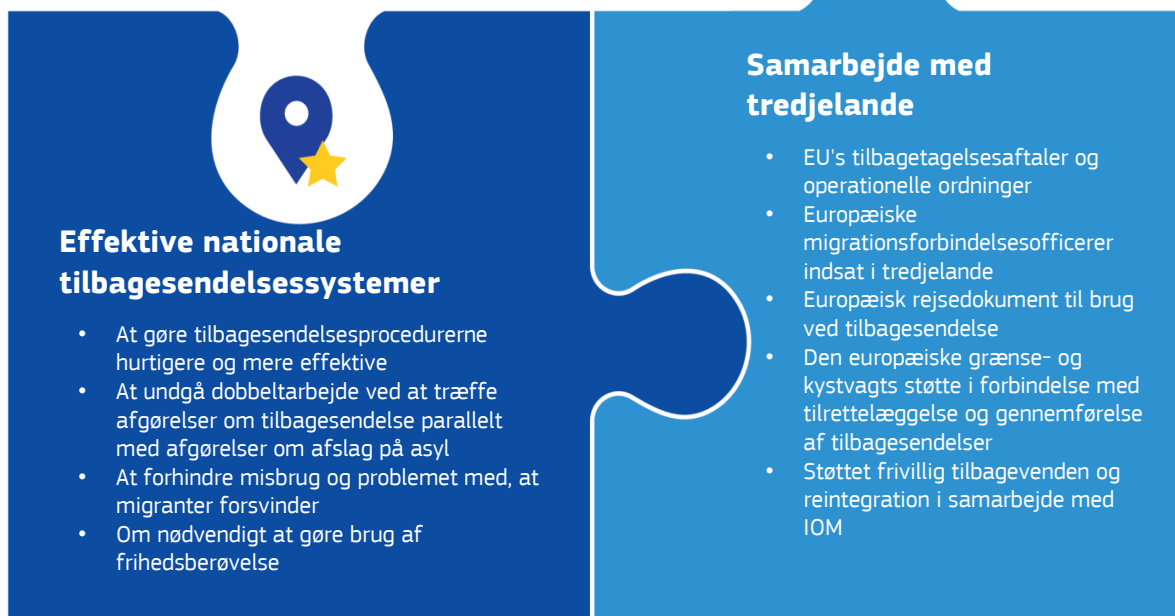 Effektive nationale
tilbagesendelsessystemer
• At gøre tilbagesendelsesprocedurerne
hurtigere og mere effektive
• At undgå dobbeltarbejde ved at træffe
afgørelser om tilbagesendelse parallelt
med afgørelser om afslag på asyl
• At forhindre misbrug og problemet med, at
migranter forsvinder
• Om nødvendigt at gøre brug af
frihedsberøvelse
Samarbejde med
tredjelande
• EU's tilbagetagelsesaftaler og
operationelle ordninger
• Europæiske
migrationsforbindelsesofficerer
indsat i tredjelande
• Europæisk rejsedokument til brug
ved tilbagesendelse
• Den europæiske grænse- og
kystvagts støtte i forbindelse med
tilrettelæggelse og gennemførelse
af tilbagesendelser
• Støttet frivillig tilbagevenden og
reintegration i samarbejde med
IOM